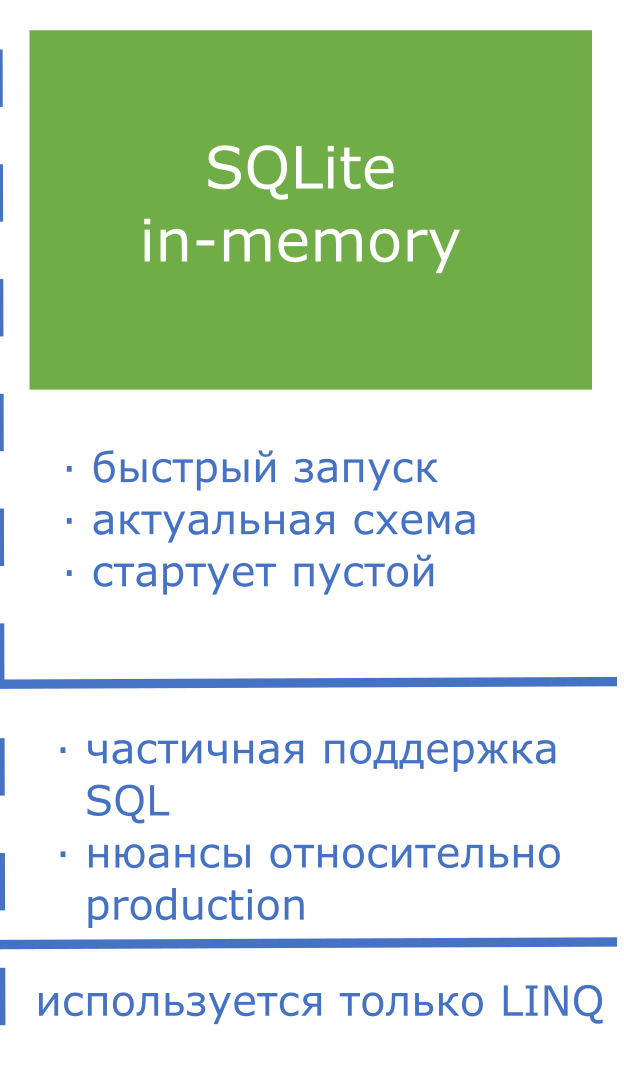 SQLite
in-memory
· быстрый запуск
· актуальная схема
· стартует пустой
· частичная поддержка
SQL
· нюансы относительно
production
используется только LINQ